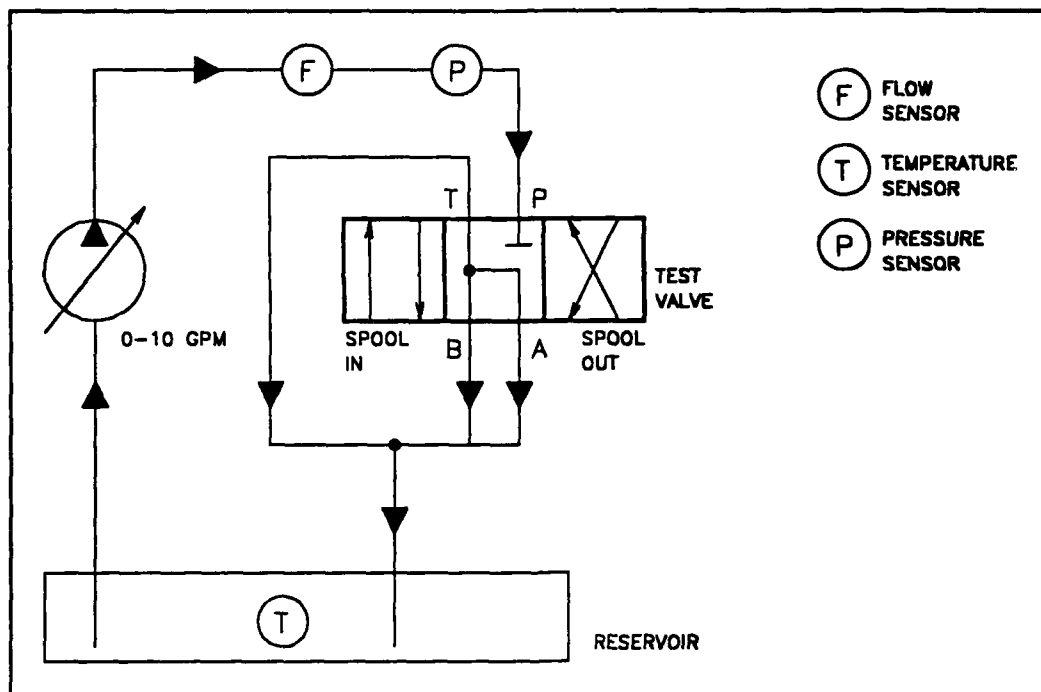 F
P
F
FLOW
SENSOR
T
TEMPERATURE
SENSOR
P
PRESSURE
SENSOR
T
P
TEST
VALVE
0-10 GPM
SPOOL
IN
B
A
SPOOL
OUT
T
RESERVOIR